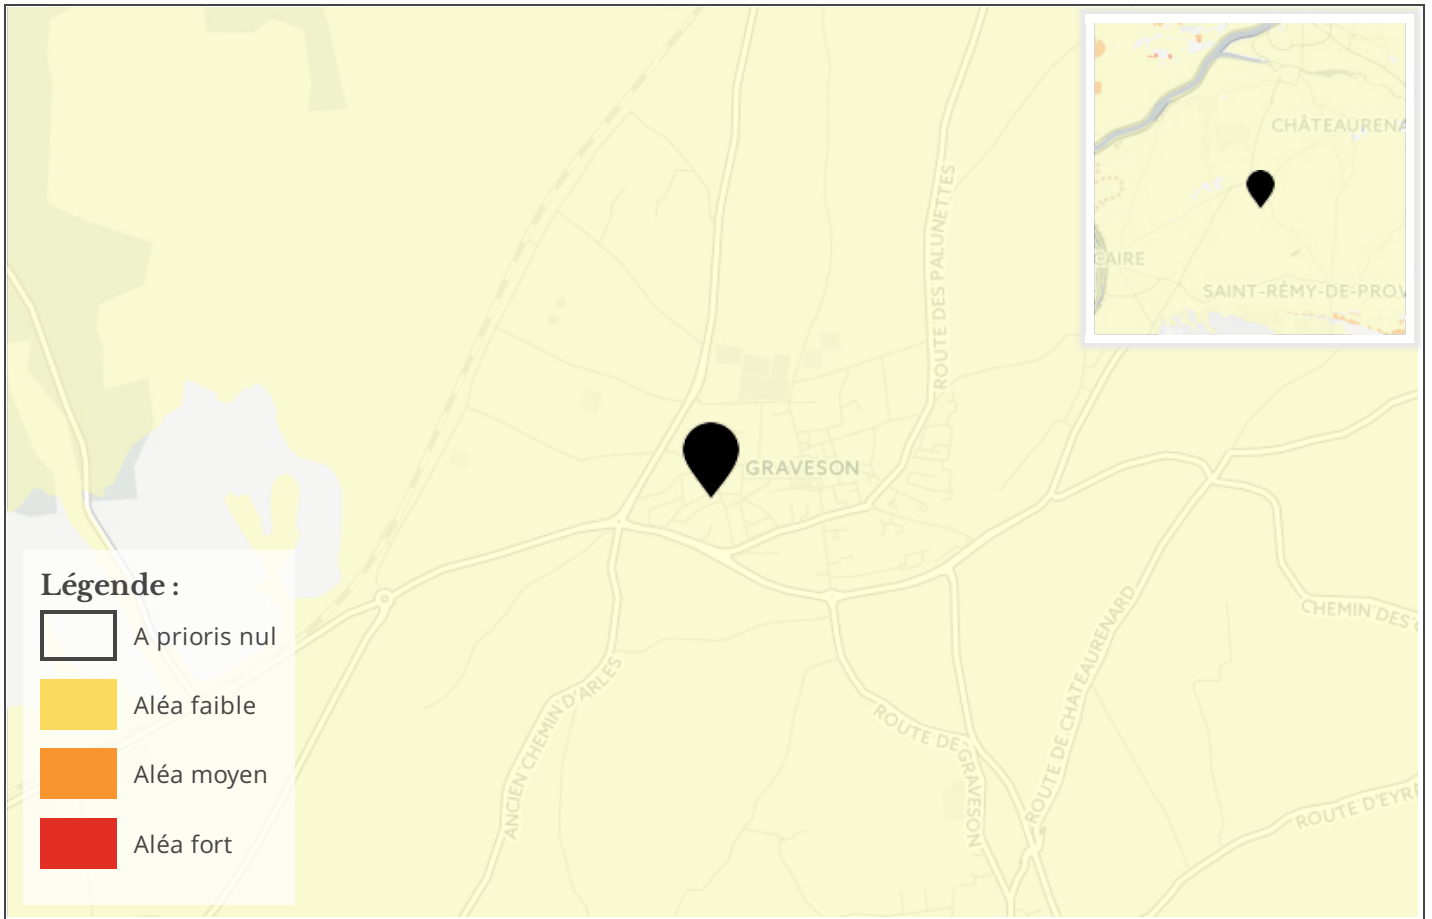 CHÂTEAURENA
CAIRE
SAINT-RÉMY-DE-PROV
ROUTE DES PALUNETTES
GRAVESON
CHEMIN DES
ROUTE DE CHATEAURENARD
ANCIEN CHEMIN D'ARLES
ROUTE DE GRAVESON
ROUTE D'EYR
Légende :
A prioris nul
Aléa faible
Aléa moyen
Aléa fort